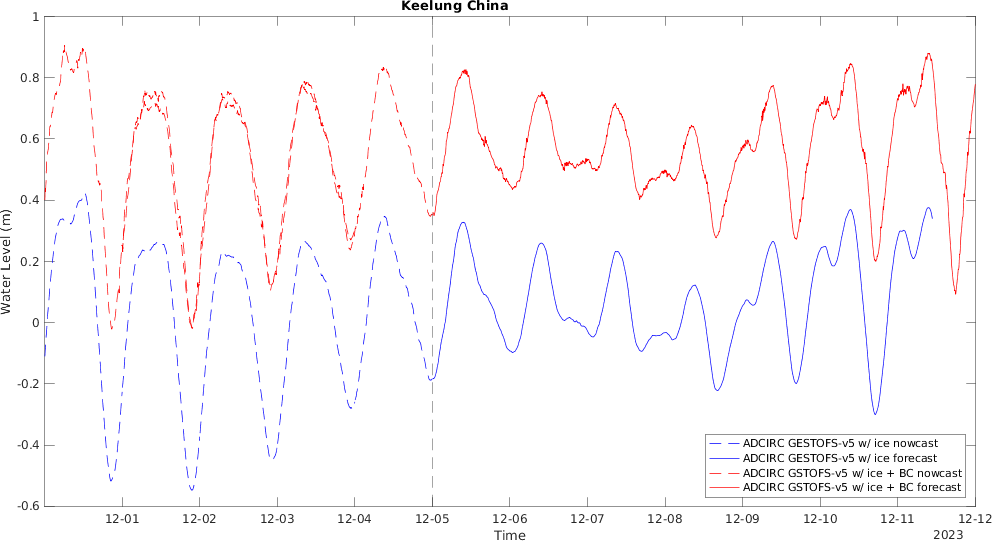 Keelung China
Water Level (m)
1
0.8
0.6
0.4
0.2
0
-0.2
-0.4
-0.6
ADCIRC GESTOFS-v5 w/ ice nowcast
ADCIRC GESTOFS-v5 w/ ice forecast
ADCIRC GSTOFS-v5 w/ ice + BC nowcast
ADCIRC GSTOFS-v5 w/ ice + BC forecast
12-01 12-02 12-03 12-04 12-05 12-06 12-07 12-08 12-09 12-10 12-11 12-12
Time
2023